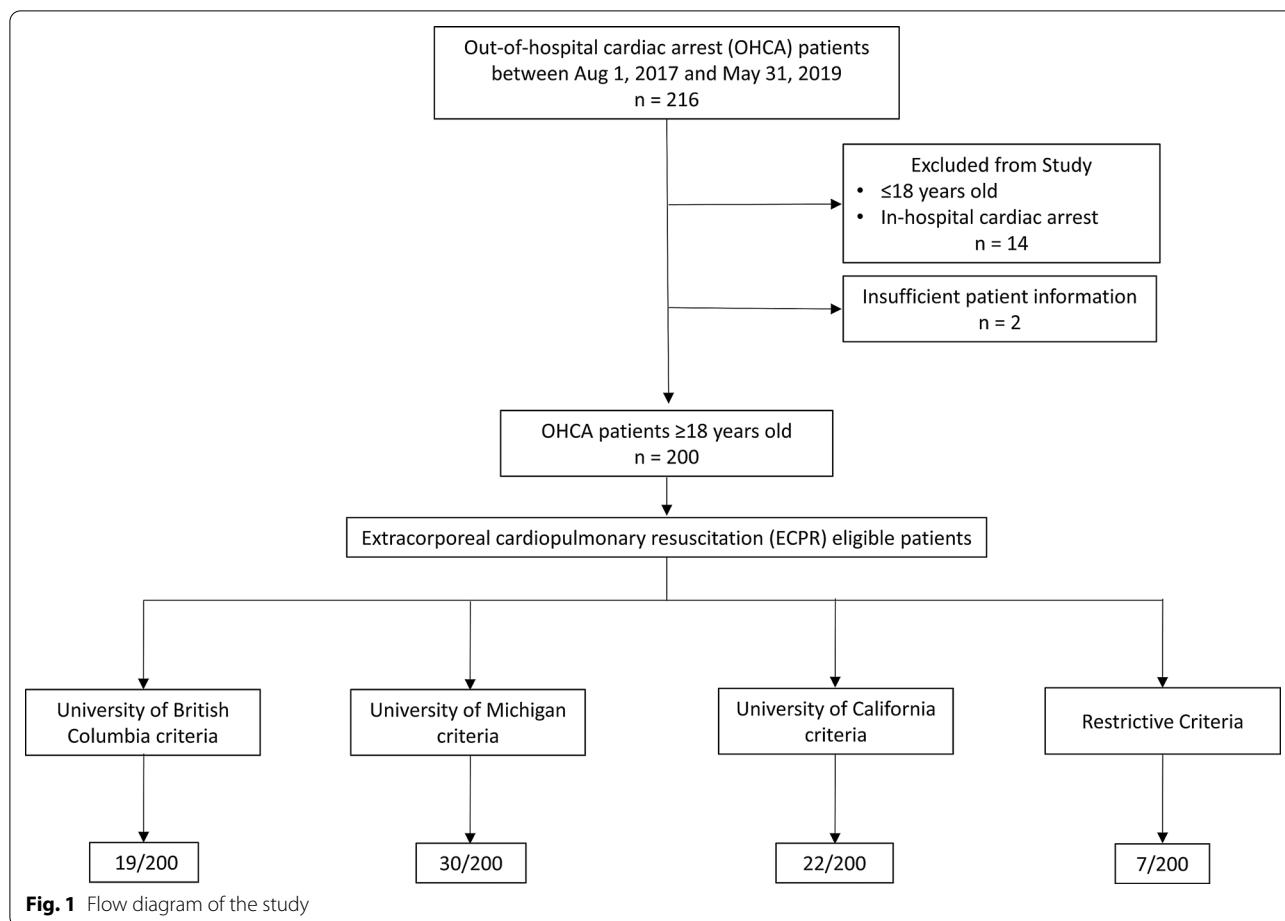 Out-of-hospital cardiac arrest (OHCA) patients
between Aug 1, 2017 and May 31, 2019
n = 216
Excluded from Study
• ≤18 years old
• In-hospital cardiac arrest
n = 14
Insufficient patient information
n = 2
OHCA patients ≥18 years old
n = 200
Extracorporeal cardiopulmonary resuscitation (ECPR) eligible patients
University of British
Columbia criteria
University of Michigan
criteria
University of California
criteria
Restrictive Criteria
19/200
30/200
22/200
7/200
Fig. 1 Flow diagram of the study